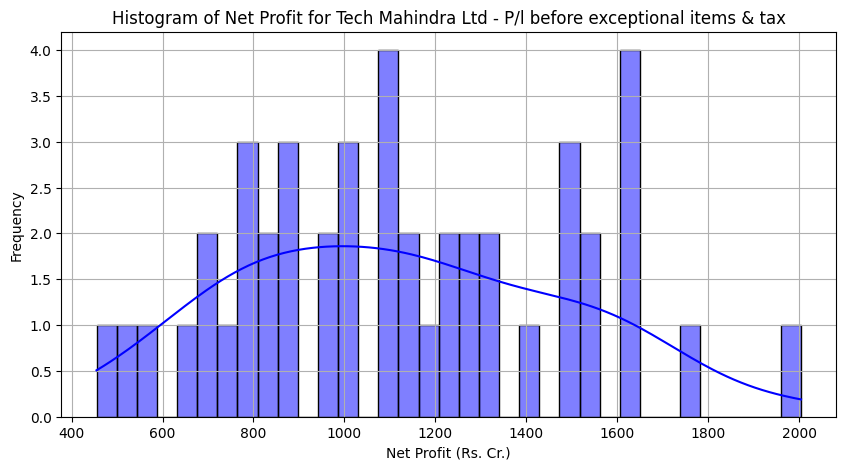 Histogram of Net Profit for Tech Mahindra Ltd - P/l before exceptional items & tax
4.0
3.5
3.0
2.5
2.0
1.5
1.0
0.5
0.0
Frequency
400 600 800 1000 1200 1400 1600 1800 2000
Net Profit (Rs. Cr.)